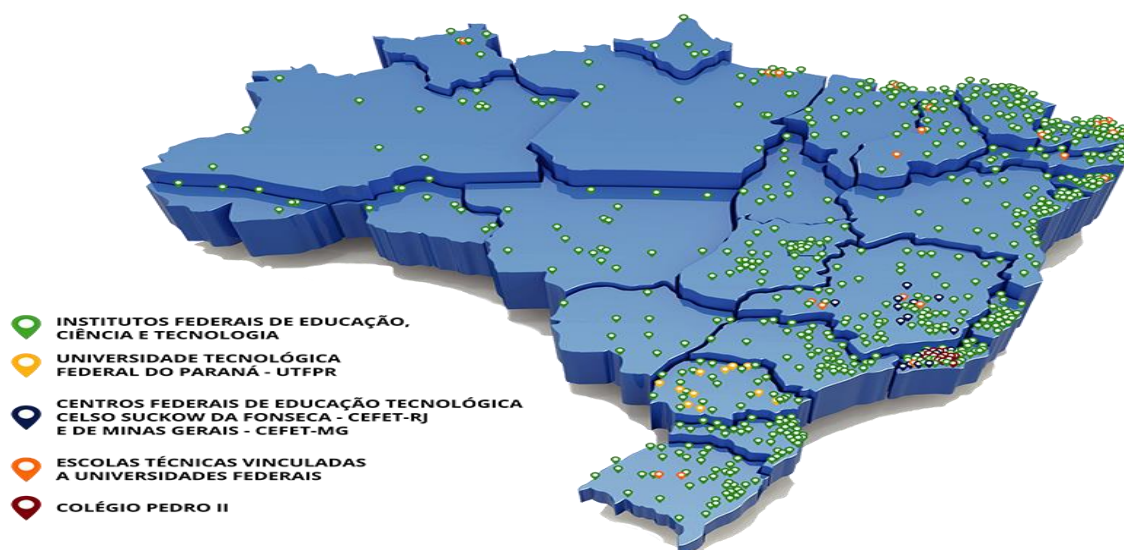 INSTITUTOS FEDERAIS DE EDUCAÇÃO,
CIÊNCIA E TECNOLOGIA
UNIVERSIDADE TECNOLÓGICA
FEDERAL DO PARANÁ - UTFPR
CENTROS FEDERAIS DE EDUCAÇÃO TECNOLÓGICA
CELSO SUCKOW DA FONSECA - CEFET-RJ
E DE MINAS GERAIS - CEFET-MG
ESCOLAS TÉCNICAS VINCULADAS
A UNIVERSIDADES FEDERAIS
COLÉGIO PEDRO II